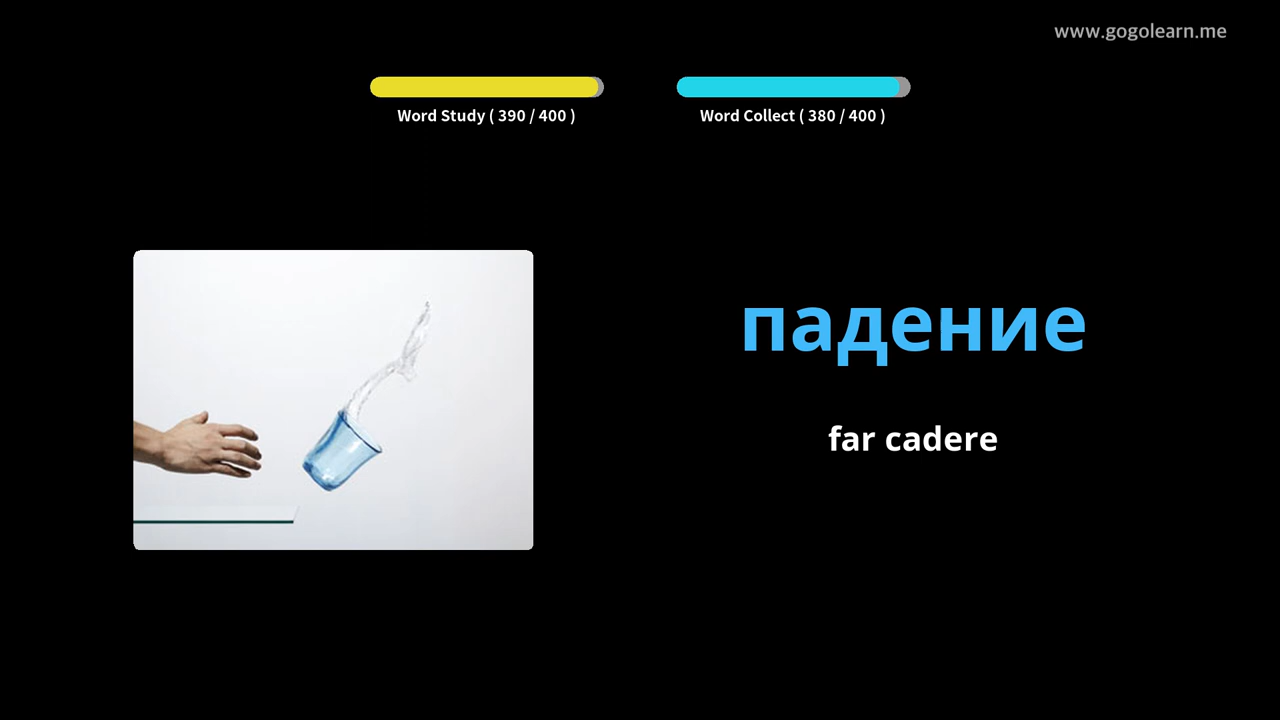 www.gogolearn.me
Word Study ( 390 / 400 )
Word Collect ( 380 / 400 )
падение
far cadere